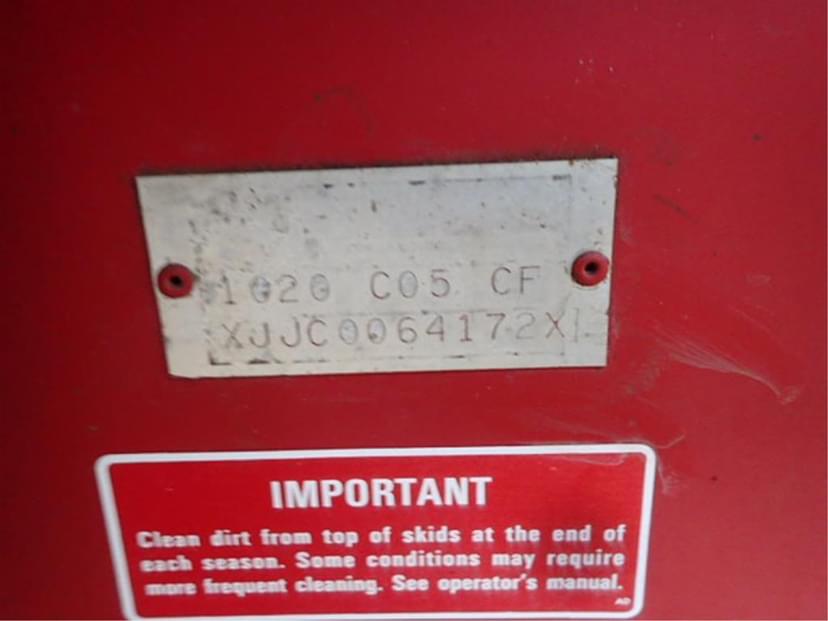 1020 C05 CF
XJJC0064172X
IMPORTANT
Clean dirt from top of skids at the end of
each season. Some conditions may require
more frequent cleaning. See operator's manual.
AD